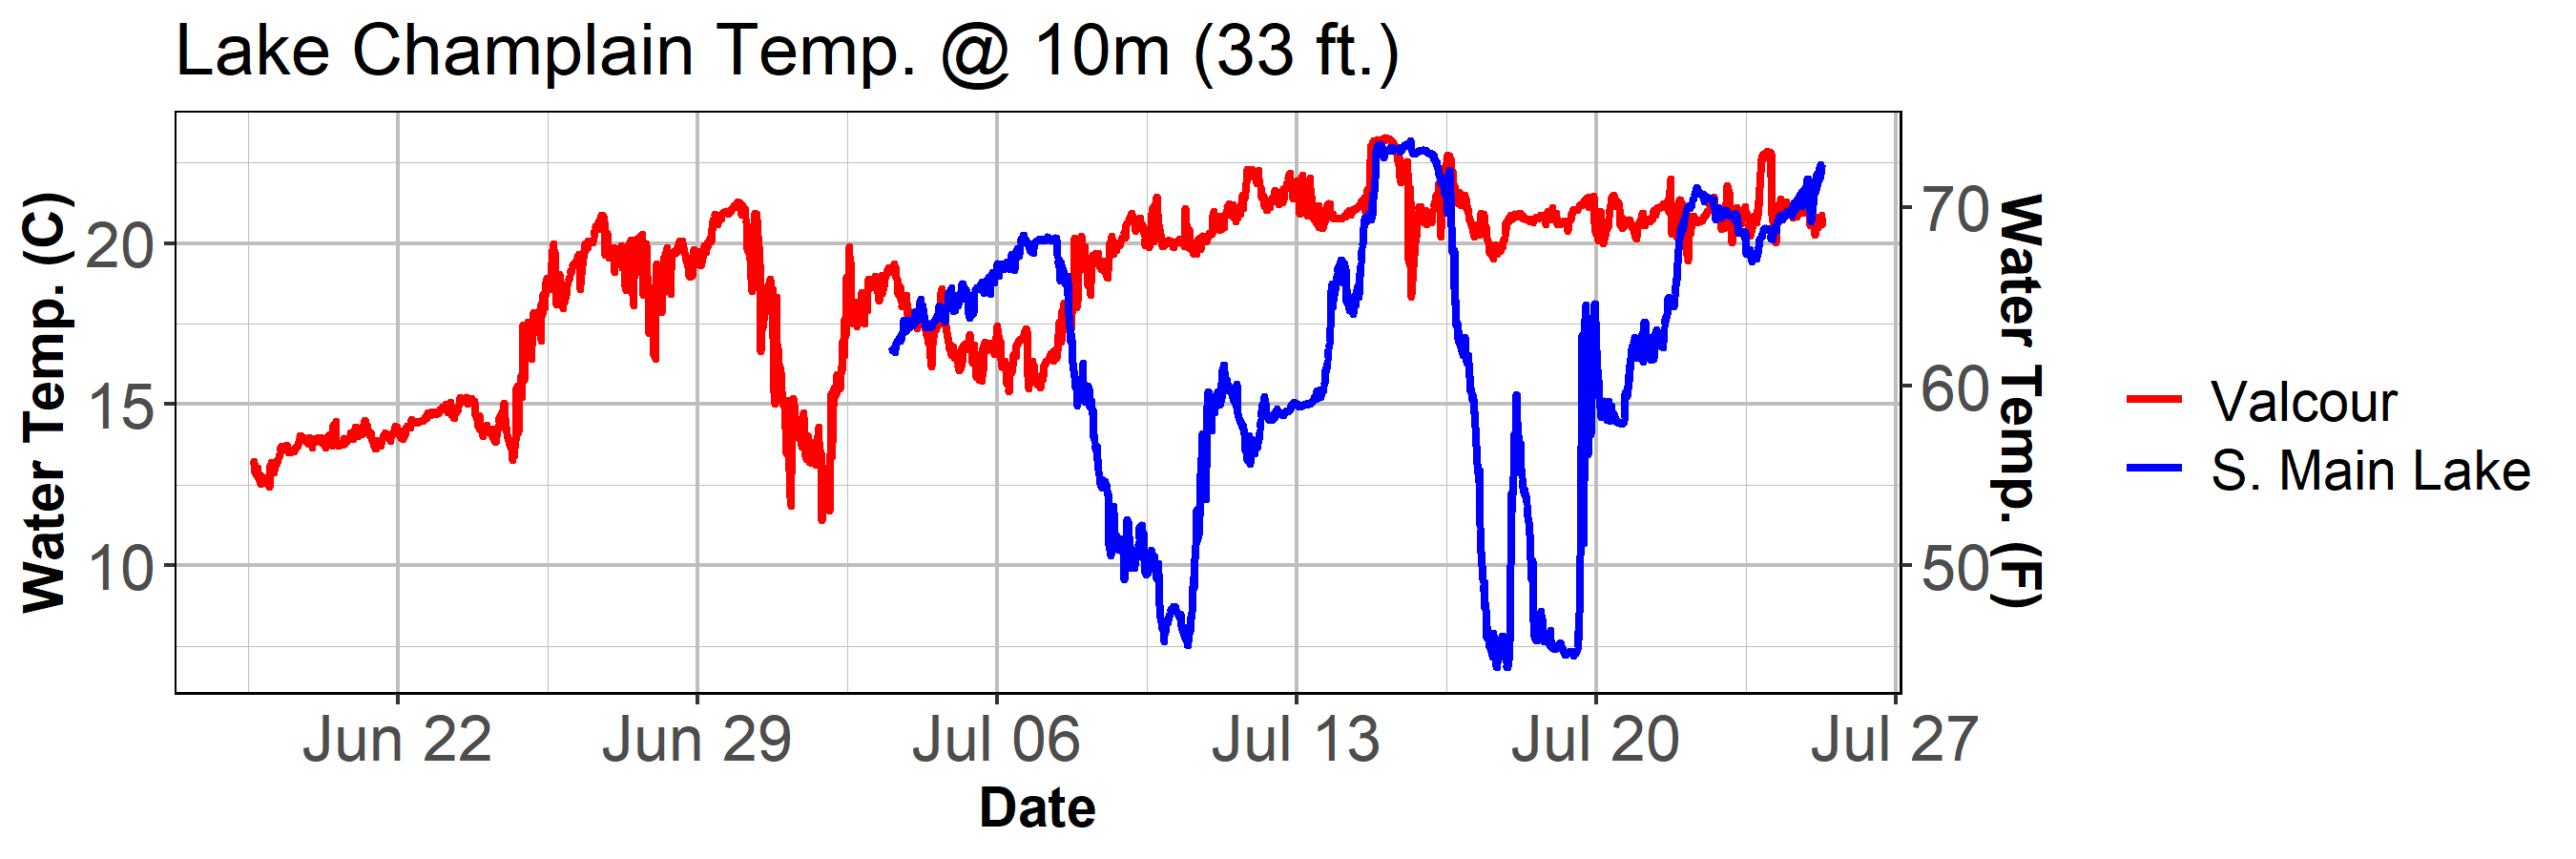 Lake Champlain Temp. @ 10m (33 ft.)
Water Temp. (C)
20
15
10
70
60
50
Water Temp. (F)
Jun 22
Jun 29
Jul 06
Jul 13
Jul 20
Jul 27
Date
Valcour
S. Main Lake